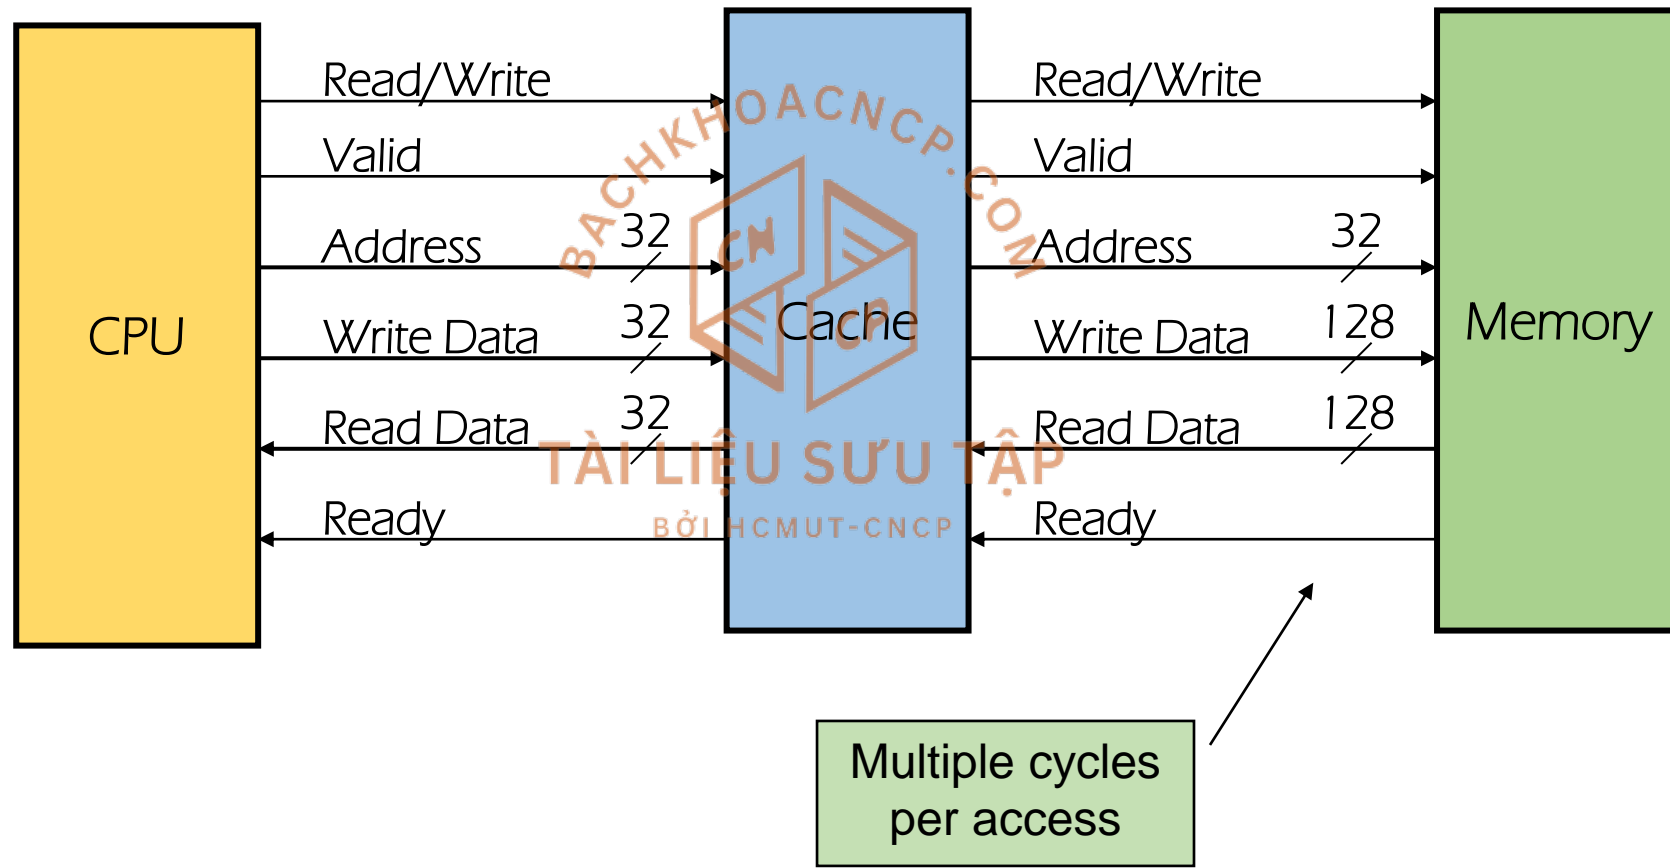 Read/Write
Read/Write
BACHKHOACNCP.COM
Valid
Valid
Address
32
Address
32
CN
CPU
Write Data
32
Cache
CP
Write Data
128
Memory
Read Data
32
Read Data
128
TÀI LIỆU SƯU TẬP
Ready
BỞI HCMUT-CNCP
Ready
Multiple cycles
per access